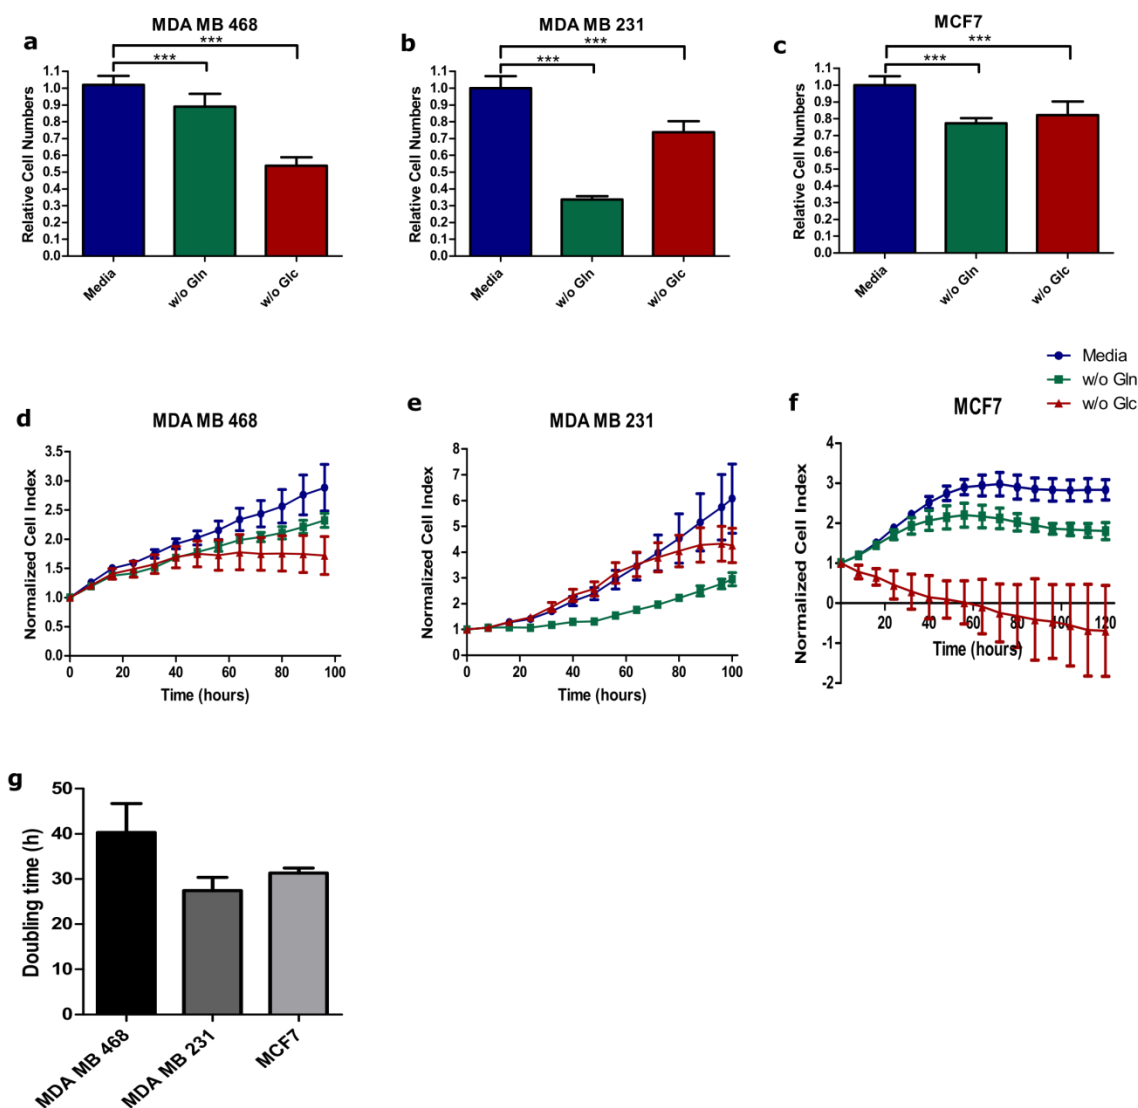 a
MDA MB 468
***
***
Relative Cell Numbers
1.1
1.0
0.9
0.8
0.7
0.6
0.5
0.4
0.3
0.2
0.1
0.0
Media
w/o Gln
w/o Glc
b
MDA MB 231
***
***
Relative Cell Numbers
1.1
1.0
0.9
0.8
0.7
0.6
0.5
0.4
0.3
0.2
0.1
0.0
Media
w/o Gln
w/o Glc
c
MCF7
***
***
Relative Cell Numbers
1.1
1.0
0.9
0.8
0.7
0.6
0.5
0.4
0.3
0.2
0.1
0.0
Media
w/o Gln
w/o Glc
Media
w/o Gln
w/o Glc
d
MDA MB 468
Normalized Cell Index
3.5
3.0
2.5
2.0
1.5
1.0
0.5
0.0
0 20 40 60 80 100
Time (hours)
e
MDA MB 231
Normalized Cell Index
8
7
6
5
4
3
2
1
0
0 20 40 60 80 100
Time (hours)
f
MCF7
Normalized Cell Index
4
3
2
1
0
-1
-2
20 40 60 80 100 120
Time (hours)
g
Doubling time (h)
50
40
30
20
10
0
MDA MB 468
MDA MB 231
MCF7